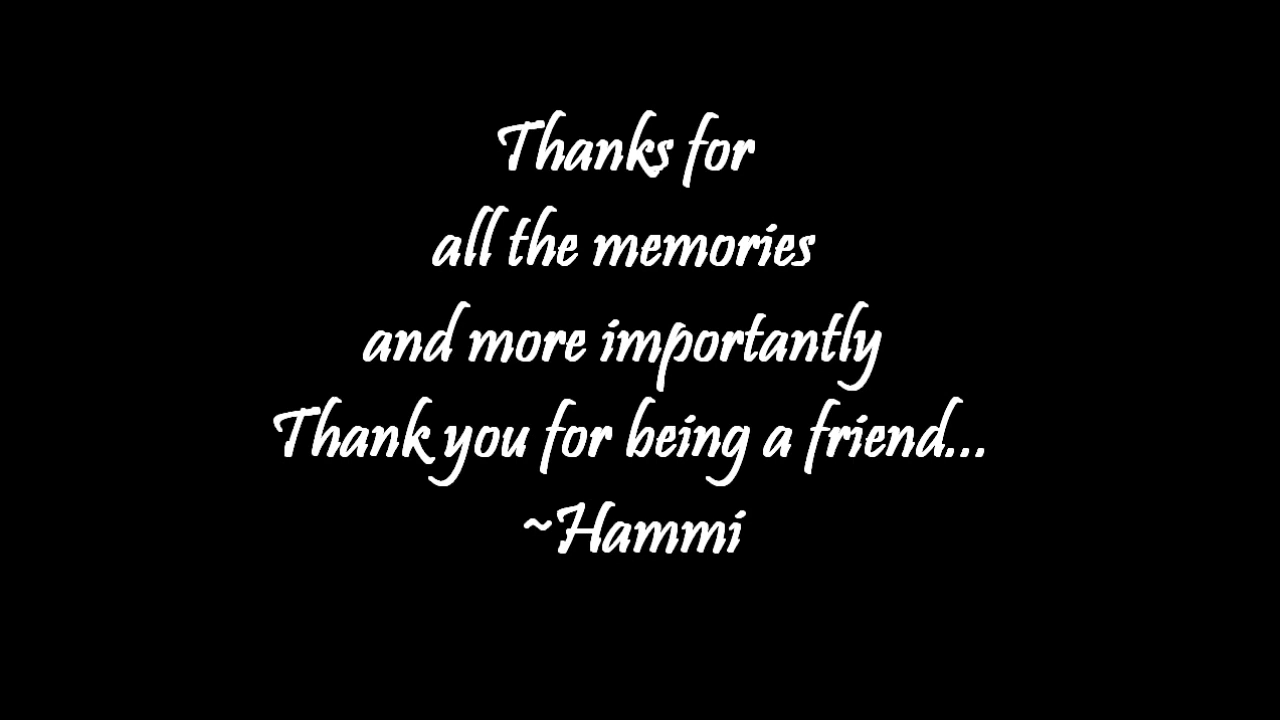 Thanks for
all the memories
and more importantly
Thank you for being a friend...
~Hammi